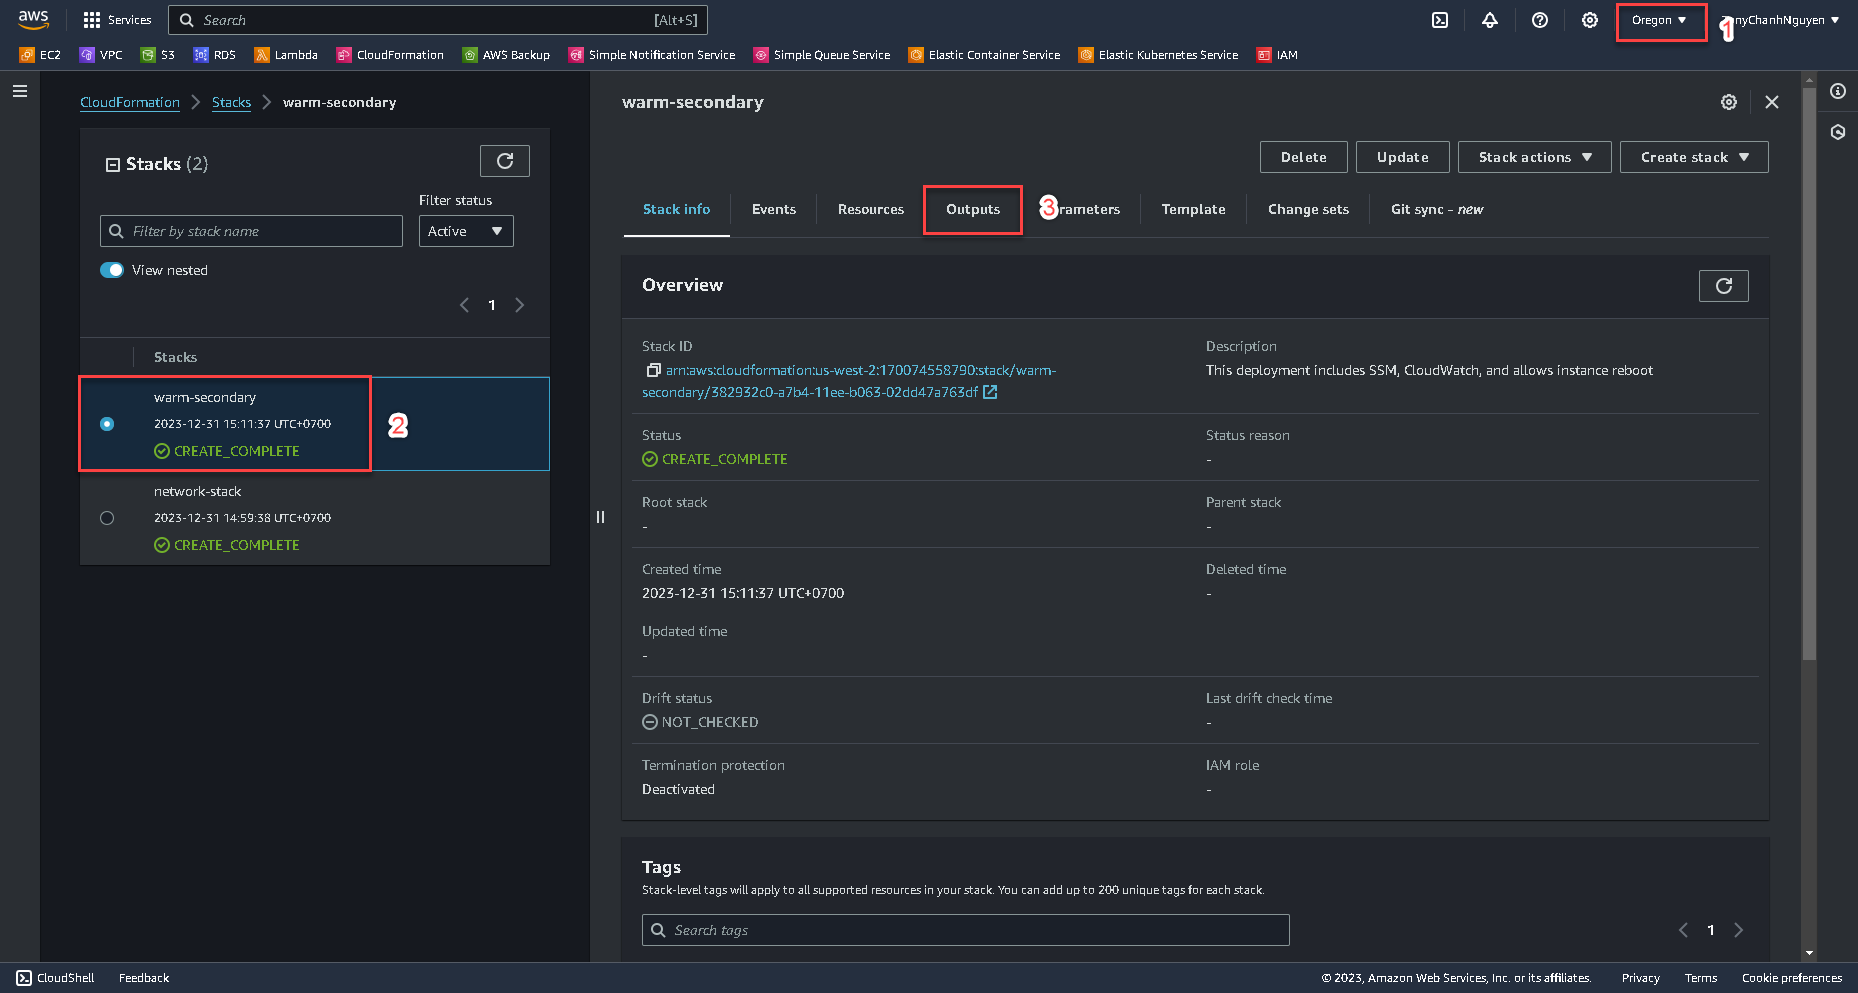 aws Services Search [Alt+S] Oregon 1 nyChanhNguyen
EC2 VPC S3 RDS Lambda CloudFormation AWS Backup Simple Notification Service Simple Queue Service Elastic Container Service Elastic Kubernetes Service IAM
CloudFormation Stacks warm-secondary
Stacks (2)
Filter status
Filter by stack name Active
View nested
1
Stacks
warm-secondary
2023-12-31 15:11:37 UTC+0700
CREATE_COMPLETE
2
network-stack
2023-12-31 14:59:38 UTC+0700
CREATE_COMPLETE
warm-secondary
Delete Update Stack actions Create stack
Stack info Events Resources Outputs 3 rameters Template Change sets Git sync - new
Overview
Stack ID
arn:aws:cloudformation:us-west-2:170074558790:stack/warm-
secondary/382932c0-a7b4-11ee-b063-02dd47a763df
Description
This deployment includes SSM, CloudWatch, and allows instance reboot
Status
CREATE_COMPLETE
Status reason
-
Root stack
-
Parent stack
-
Created time
2023-12-31 15:11:37 UTC+0700
Deleted time
-
Updated time
-
Drift status
NOT_CHECKED
Last drift check time
-
Termination protection
Deactivated
IAM role
-
Tags
Stack-level tags will apply to all supported resources in your stack. You can add up to 200 unique tags for each stack.
Search tags 1
CloudShell Feedback © 2023, Amazon Web Services, Inc. or its affiliates. Privacy Terms Cookie preferences